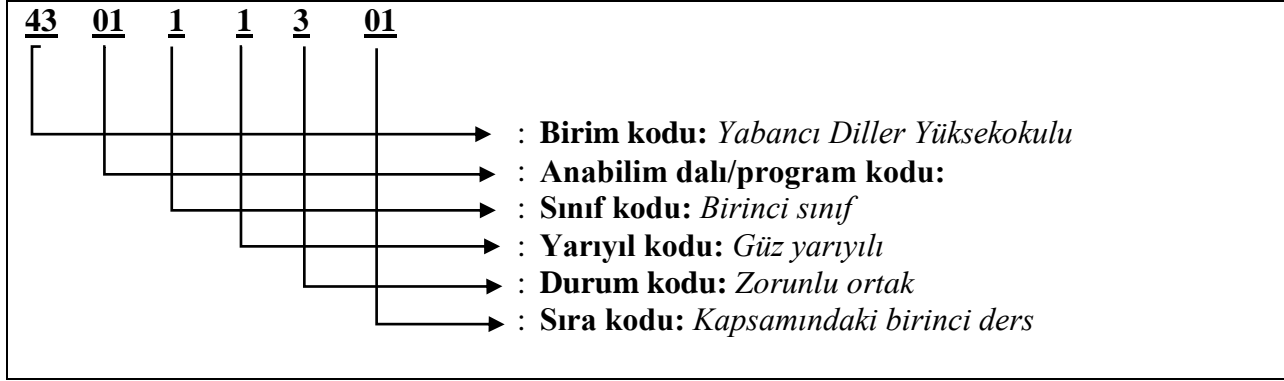 43 01 1 1 3 01
: Birim kodu: Yabancı Diller Yüksekokulu
: Anabilim dalı/program kodu:
: Sınıf kodu: Birinci sınıf
: Yarıyıl kodu: Güz yarıyılı
: Durum kodu: Zorunlu ortak
: Sıra kodu: Kapsamındaki birinci ders